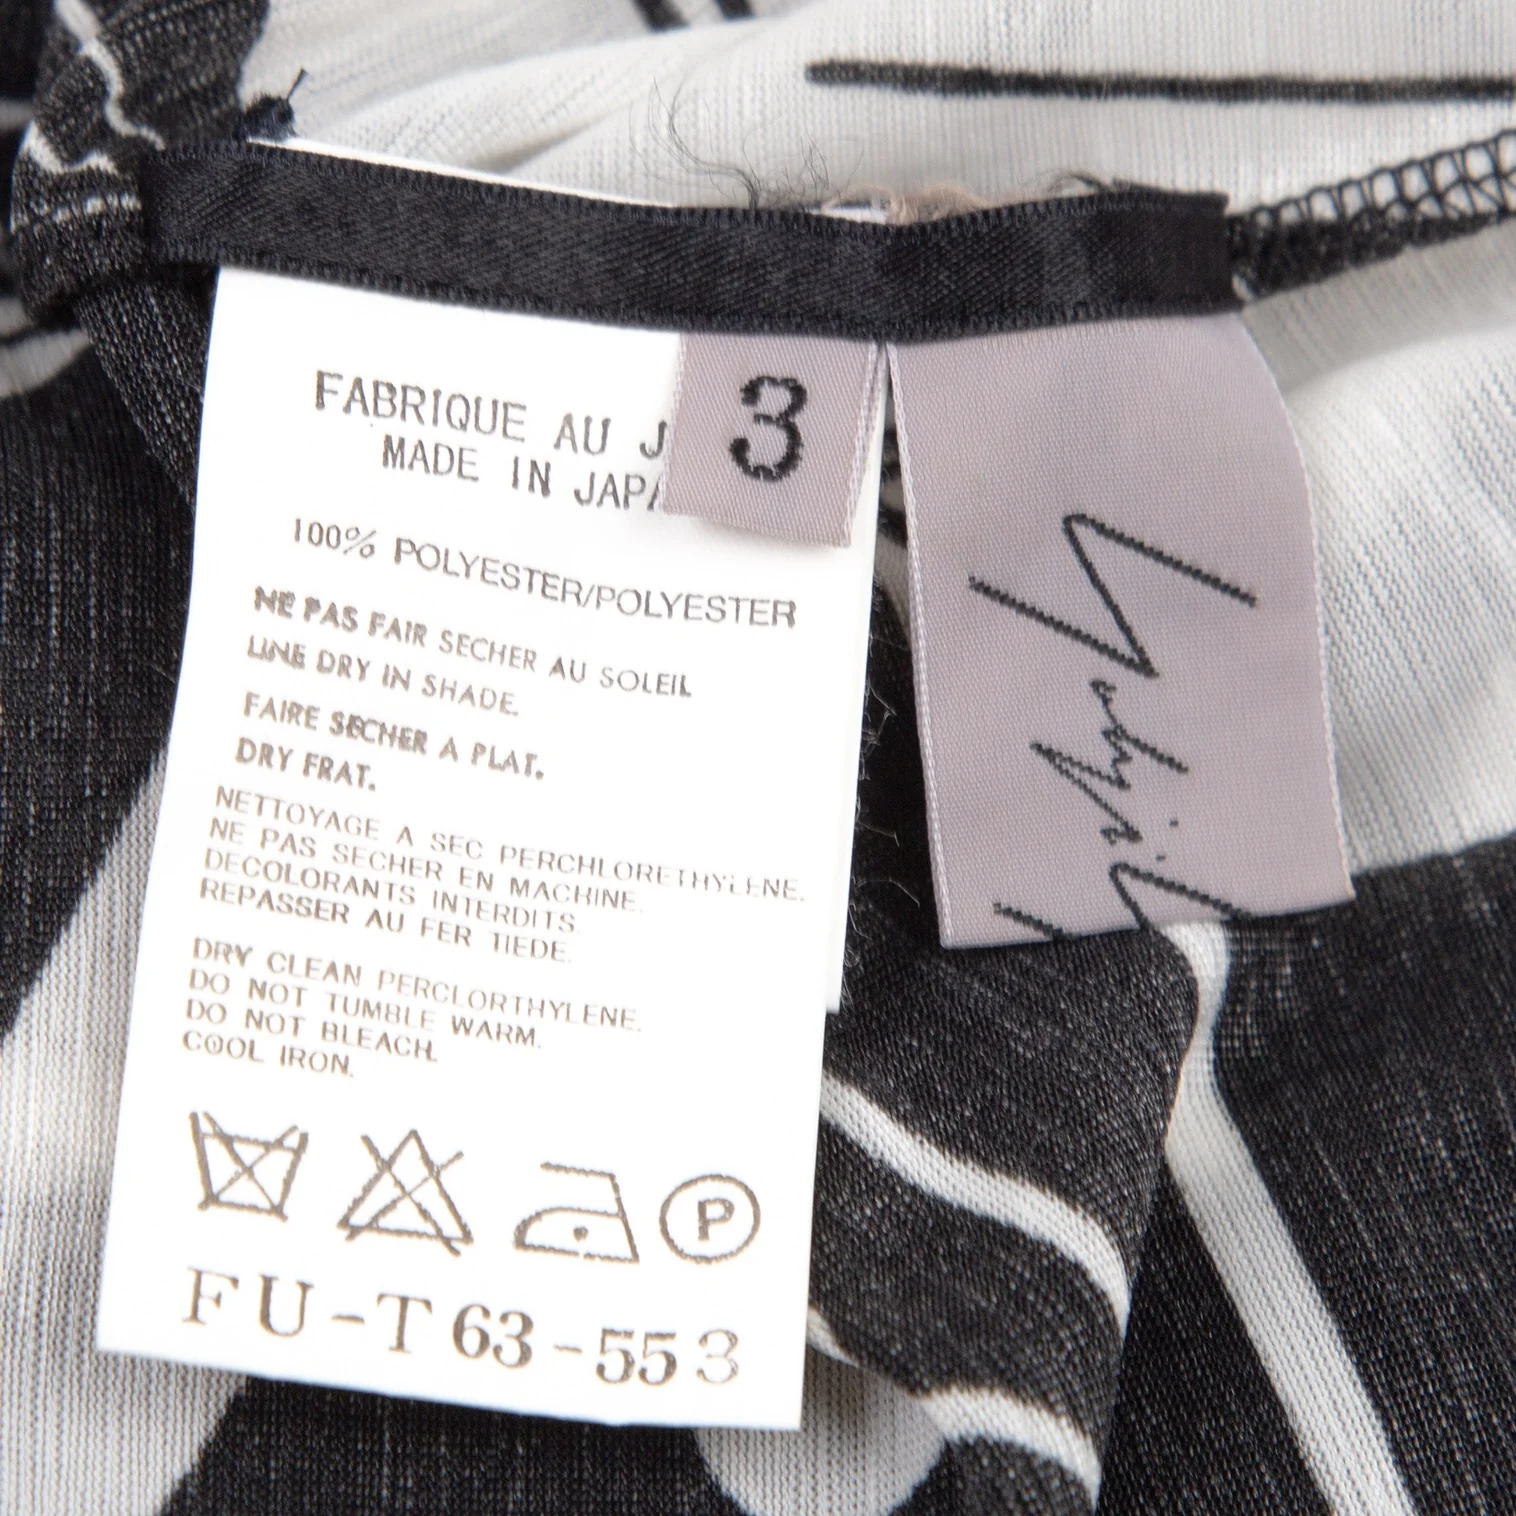 FABRIQUE AU J
MADE IN JAPA
3
100% POLYESTER/POLYESTER
NE PAS FAIR SECHER AU SOLEIL
LINE DRY IN SHADE.
FAIRE SECHER A PLAT.
DRY FRAT.
NETTOYAGE A SEC PERCHLORETHYLENE.
NE PAS SECHER EN MACHINE.
DECOLORANTS INTERDITS.
REPASSER AU FER TIEDE.
DRY CLEAN PERCLORTHYLENE.
DO NOT TUMBLE WARM.
DO NOT BLEACH.
COOL IRON.
P
FU-T63-553
Yohji Y